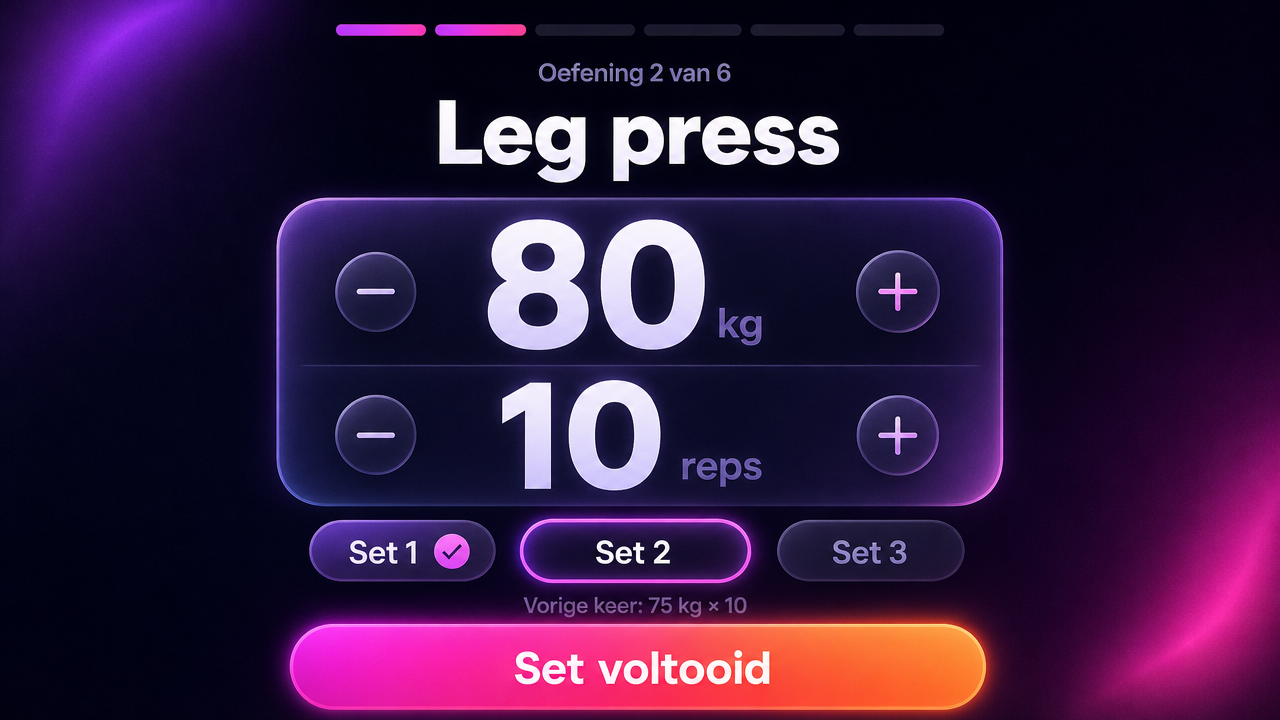 Oefening 2 van 6
Leg press
80 kg
10 reps
Set 1 Set 2 Set 3
Vorige keer: 75 kg × 10
Set voltooid